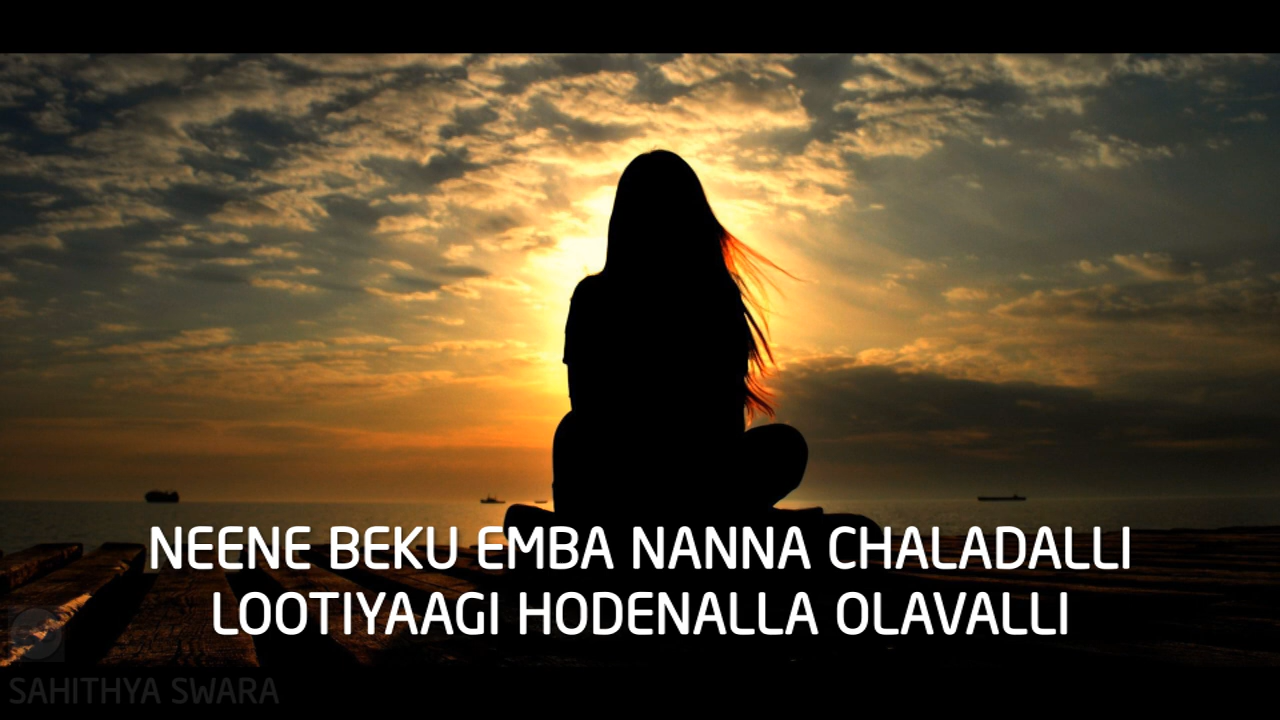 NEENE BEKU EMBA NANNA CHALADALLI
LOOTIYAAGI HODENALLA OLAVALLI
SAHITHYA SWARA